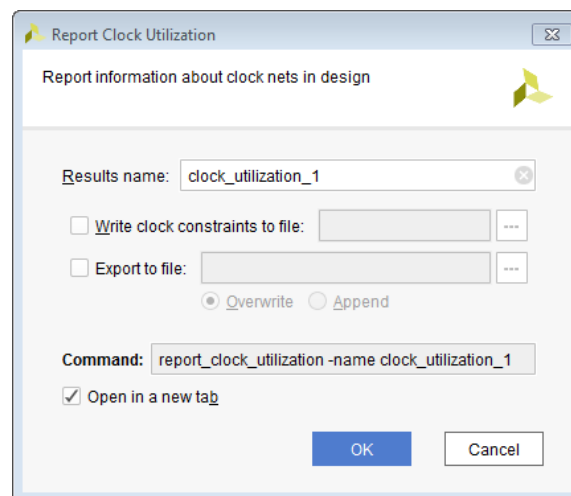 Report Clock Utilization
Report information about clock nets in design
Results name: clock_utilization_1
Write clock constraints to file: ---
Export to file: ---
Overwrite Append
Command: report_clock_utilization -name clock_utilization_1
Open in a new tab
OK Cancel